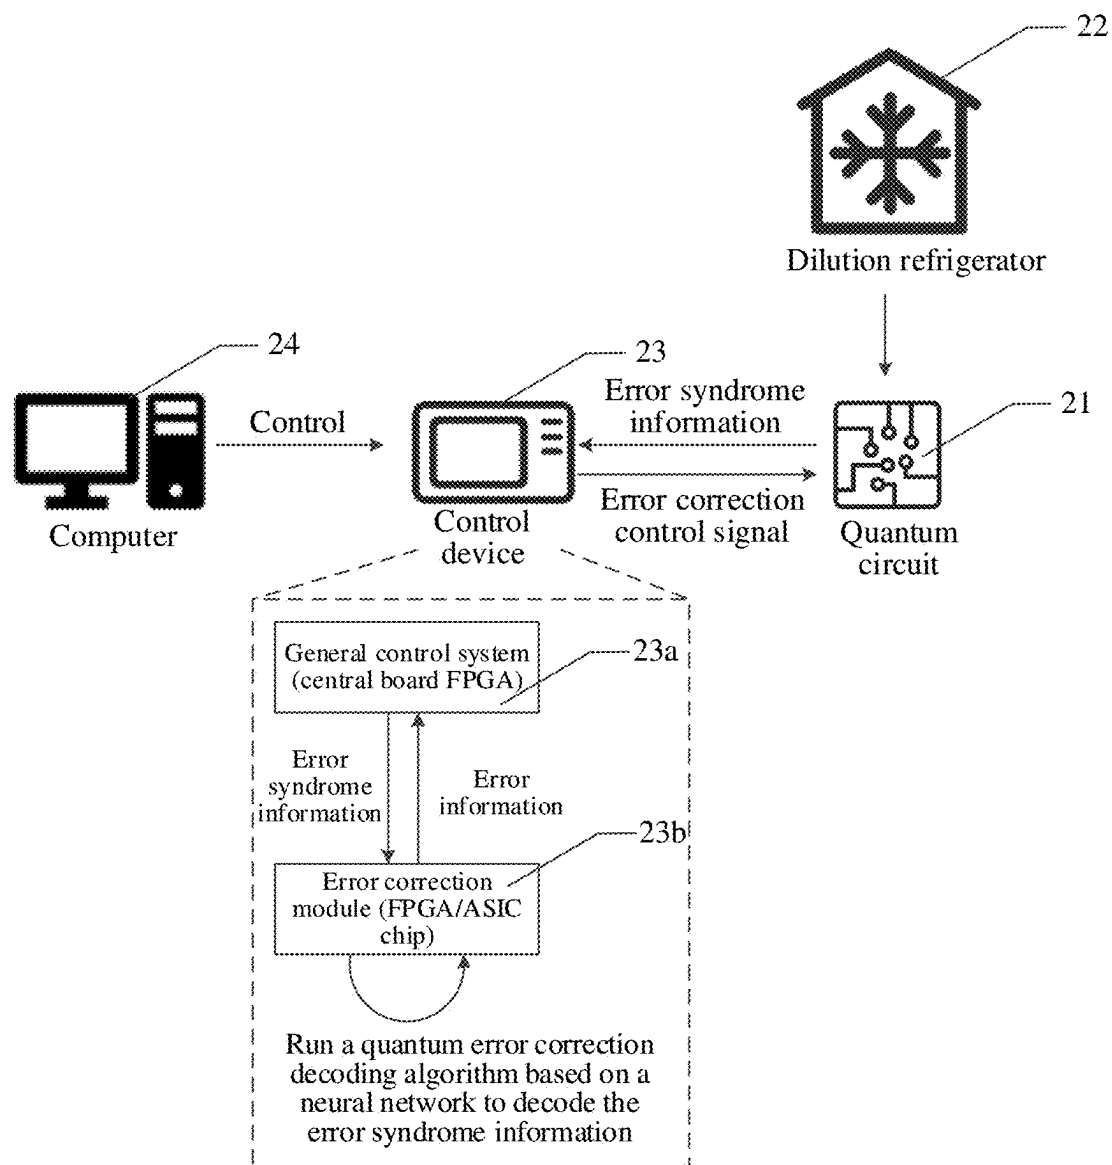 22
Dilution refrigerator
24
23
21
Control
Error syndrome
information
Error correction
control signal
Computer
Control
device
Quantum
circuit
General control system
(central board FPGA)
23a
Error
syndrome
information
Error
information
23b
Error correction
module (FPGA/ASIC
chip)
Run a quantum error correction
decoding algorithm based on a
neural network to decode the
error syndrome information